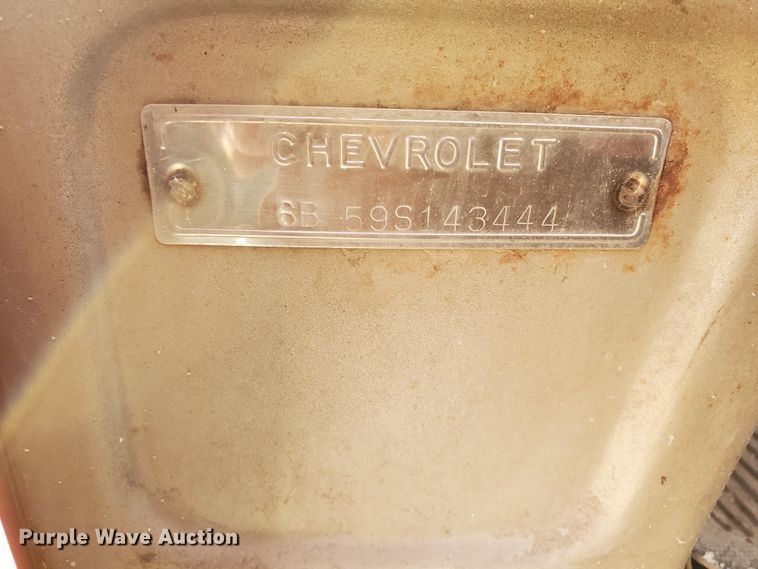 CHEVROLET
6B 59S143444
Purple Wave Auction